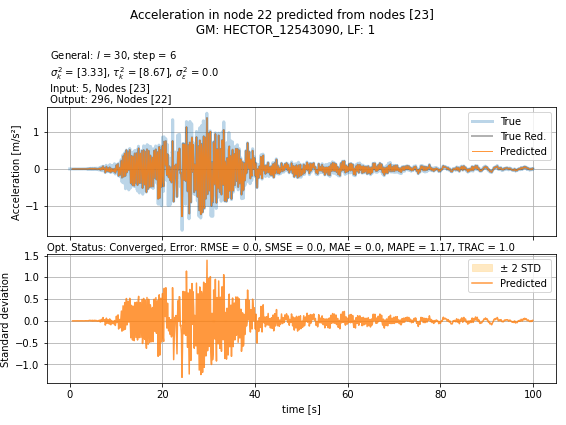 Acceleration in node 22 predicted from nodes [23]
GM: HECTOR_12543090, LF: 1
General: l = 30, step = 6
σ²ₖ = [3.33], τ²ₖ = [8.67], σ²ε = 0.0
Input: 5, Nodes [23]
Output: 296, Nodes [22]
Acceleration [m/s²]
1
0
−1
True
True Red.
Predicted
Opt. Status: Converged, Error: RMSE = 0.0, SMSE = 0.0, MAE = 0.0, MAPE = 1.17, TRAC = 1.0
Standard deviation
1.5
1.0
0.5
0.0
−0.5
−1.0
± 2 STD
Predicted
0 20 40 60 80 100
time [s]